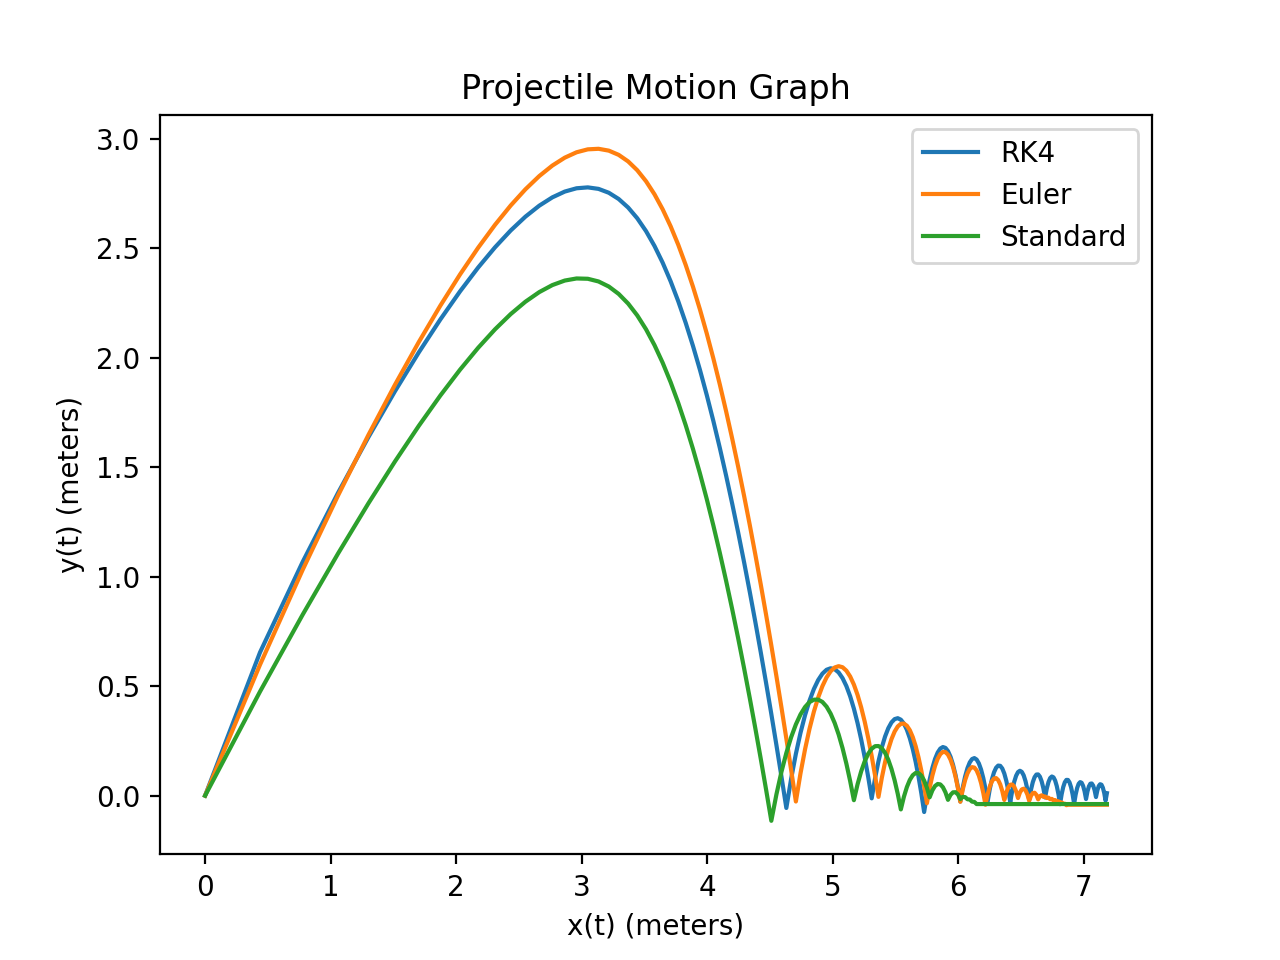 Projectile Motion Graph
RK4
Euler
Standard
3.0
2.5
2.0
1.5
1.0
0.5
0.0
y(t) (meters)
0 1 2 3 4 5 6 7
x(t) (meters)